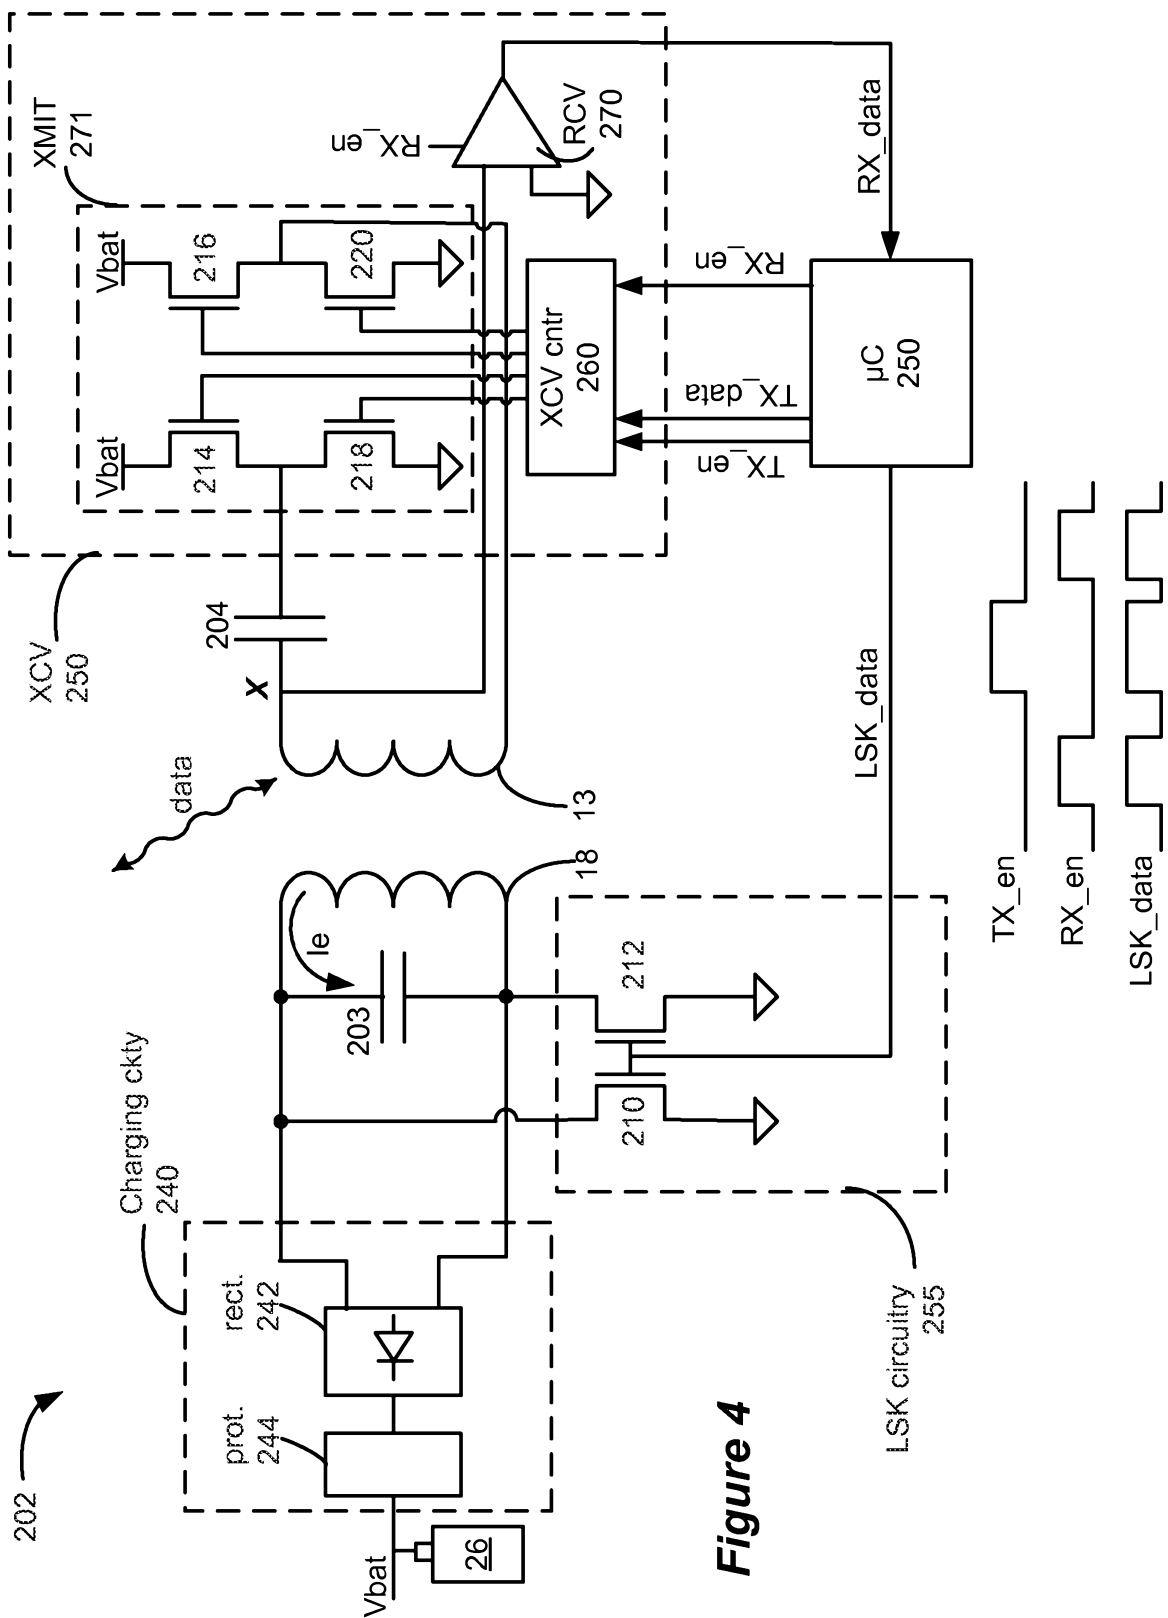 202
Vbat
26
prot.
244
rect.
242
Charging ckty
240
Ie
203
18
data
13
X
204
XCV
250
XMIT
271
Vbat
214
218
Vbat
216
220
RX_en
RCV
270
XCV cntr
260
TX_en
TX_data
RX_en
RX_data
µC
250
LSK_data
210
212
LSK circuitry
255
TX_en
RX_en
LSK_data
Figure 4